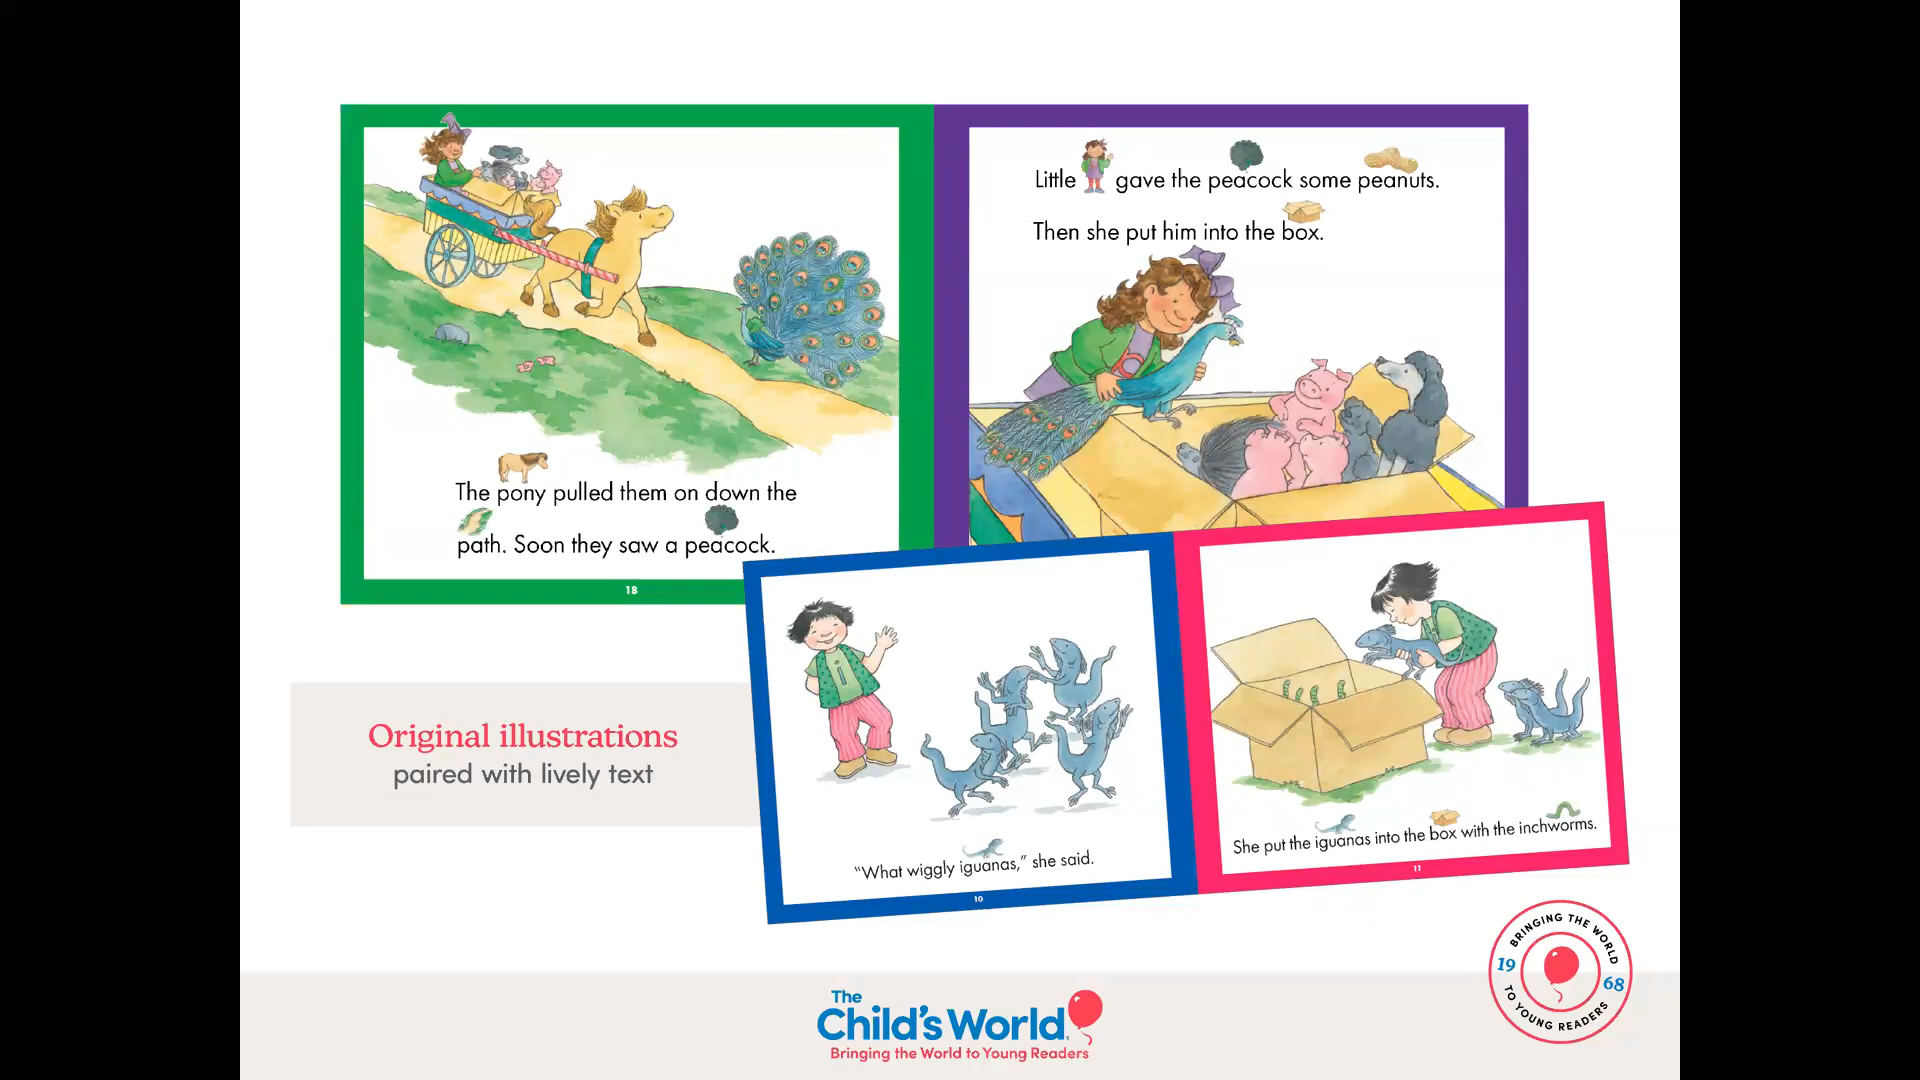 Little gave the peacock some peanuts.
Then she put him into the box.
The pony pulled them on down the
path. Soon they saw a peacock.
18
i
"What wiggly iguanas," she said.
10
She put the iguanas into the box with the inchworms.
11
Original illustrations
paired with lively text
BRINGING THE WORLD
19 68
TO YOUNG READERS
The
Child's World
Bringing the World to Young Readers